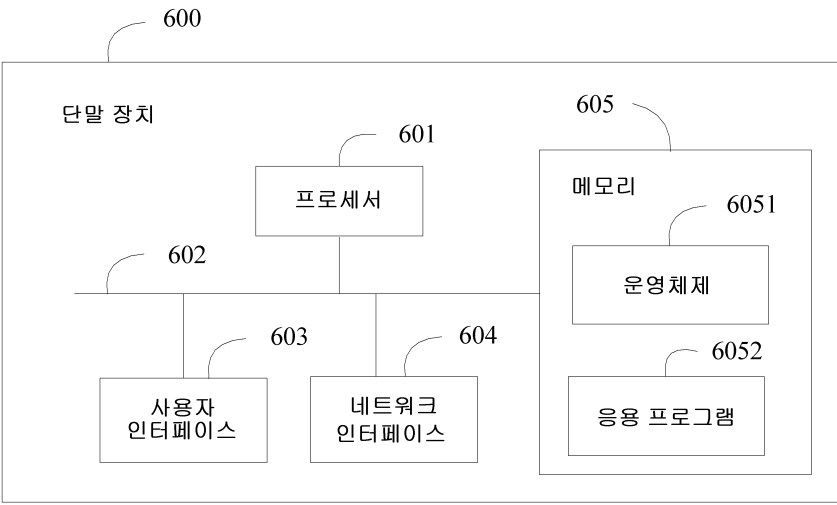 600
단말 장치
605
601
메모리
프로세서
6051
602
운영체제
603
604
6052
사용자
인터페이스
네트워크
인터페이스
응용 프로그램